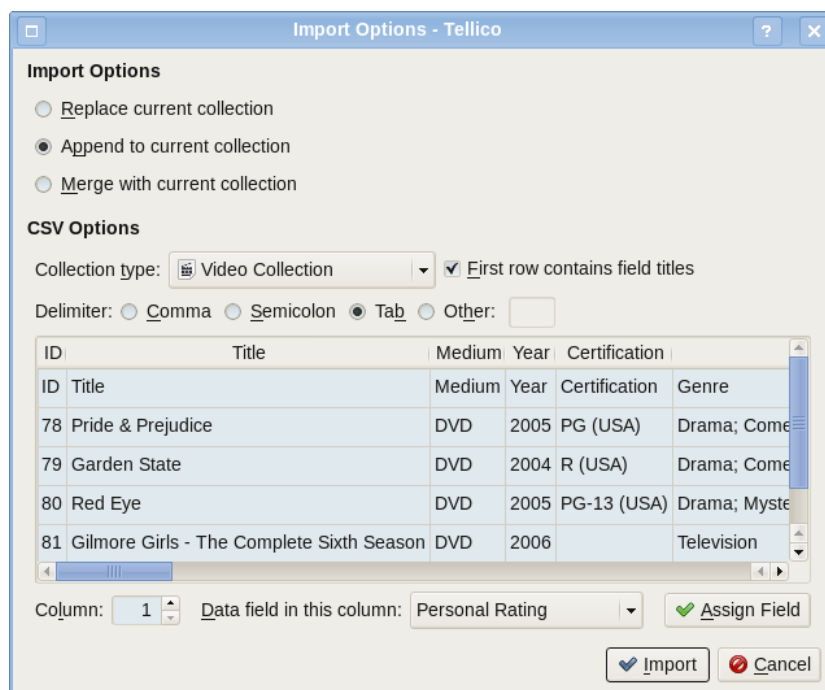 Import Options - Tellico
Import Options
Replace current collection
Append to current collection
Merge with current collection
CSV Options
Collection type: Video Collection First row contains field titles
Delimiter: Comma Semicolon Tab Other:
ID Title Medium Year Certification
ID Title Medium Year Certification Genre
78 Pride & Prejudice DVD 2005 PG (USA) Drama; Come
79 Garden State DVD 2004 R (USA) Drama; Come
80 Red Eye DVD 2005 PG-13 (USA) Drama; Myste
81 Gilmore Girls - The Complete Sixth Season DVD 2006 Television
Column: 1 Data field in this column: Personal Rating Assign Field
Import Cancel